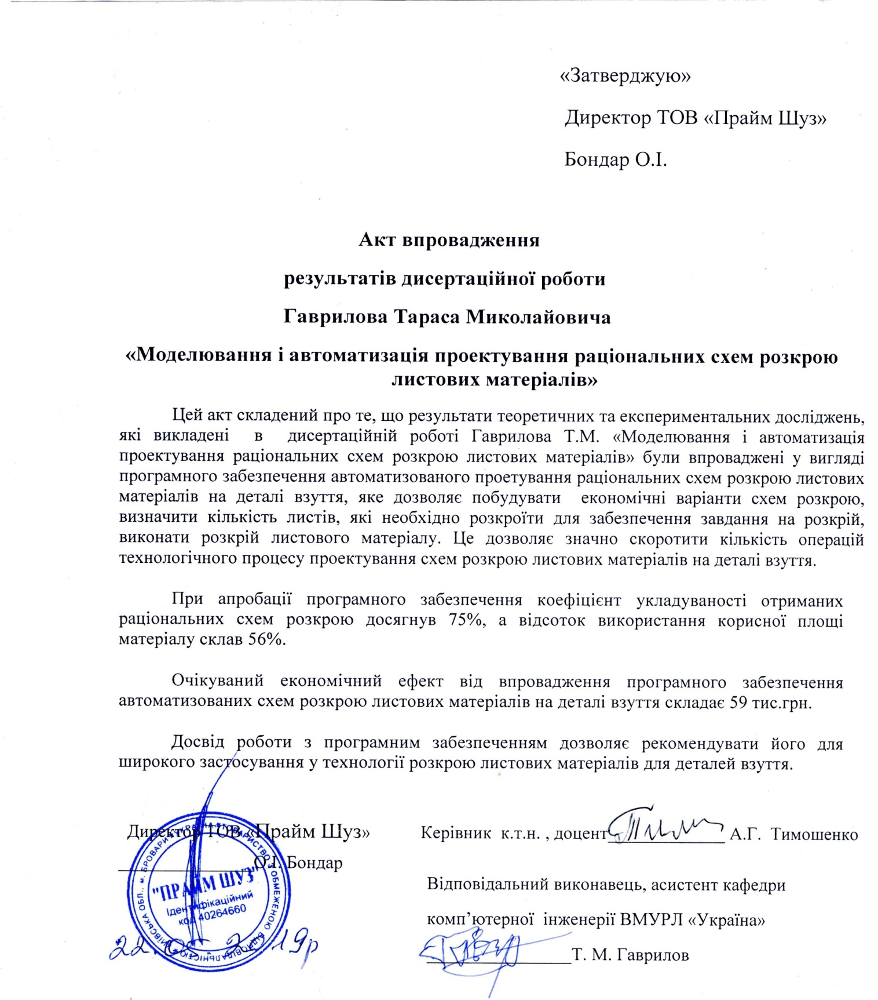 «Затверджую»
Директор ТОВ «Прайм Шуз»
Бондар О.І.
Акт впровадження
результатів дисертаційної роботи
Гаврилова Тараса Миколайовича
«Моделювання і автоматизація проектування раціональних схем розкрою
листових матеріалів»
Цей акт складений про те, що результати теоретичних та експериментальних досліджень,
які викладені в дисертаційній роботі Гаврилова Т.М. «Моделювання і автоматизація
проектування раціональних схем розкрою листових матеріалів» були впроваджені у вигляді
програмного забезпечення автоматизованого проетування раціональних схем розкрою листових
матеріалів на деталі взуття, яке дозволяє побудувати економічні варіанти схем розкрою,
визначити кількість листів, які необхідно розкроїти для забезпечення завдання на розкрій,
виконати розкрій листового матеріалу. Це дозволяє значно скоротити кількість операцій
технологічного процесу проектування схем розкрою листових матеріалів на деталі взуття.
При апробації програмного забезпечення коефіцієнт укладуваності отриманих
раціональних схем розкрою досягнув 75%, а відсоток використання корисної площі
матеріалу склав 56%.
Очікуваний економічний ефект від впровадження програмного забезпечення
автоматизованих схем розкрою листових матеріалів на деталі взуття складає 59 тис.грн.
Досвід роботи з програмним забезпеченням дозволяє рекомендувати його для
широкого застосування у технології розкрою листових матеріалів для деталей взуття.
Директор ТОВ «Прайм Шуз»
О.І. Бондар
УКРАЇНА * ТОВАРИСТВО З ОБМЕЖЕНОЮ ВІДПОВІДАЛЬНІСТЮ * КИЇВСЬКА ОБЛ., м. БРОВАРИ
"ПРАЙМ ШУЗ"
Ідентифікаційний
код 40264660
Керівник к.т.н. , доцент А.Г. Тимошенко
Відповідальний виконавець, асистент кафедри
комп’ютерної інженерії ВМУРЛ «Україна»
Т. М. Гаврилов